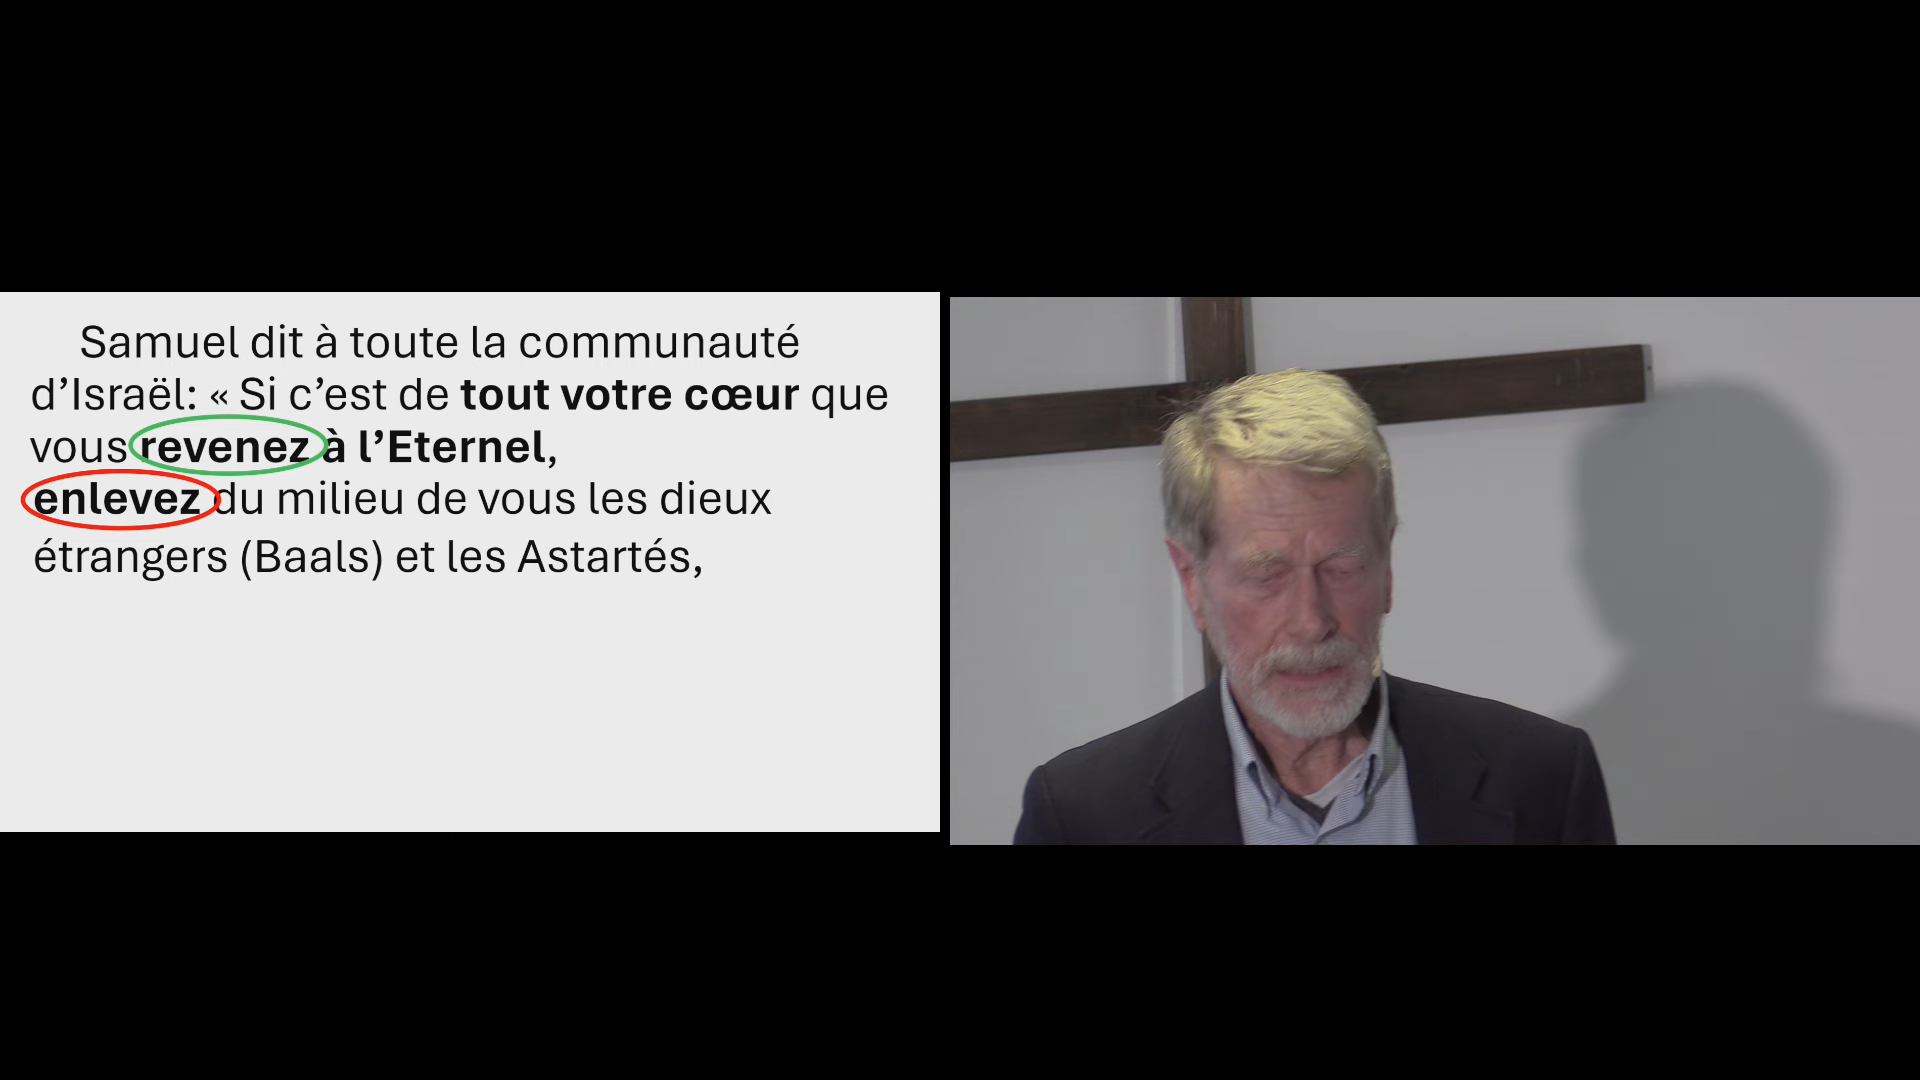 Samuel dit à toute la communauté
d’Israël: « Si c’est de tout votre cœur que
vous revenez à l’Eternel,
enlevez du milieu de vous les dieux
étrangers (Baals) et les Astartés,